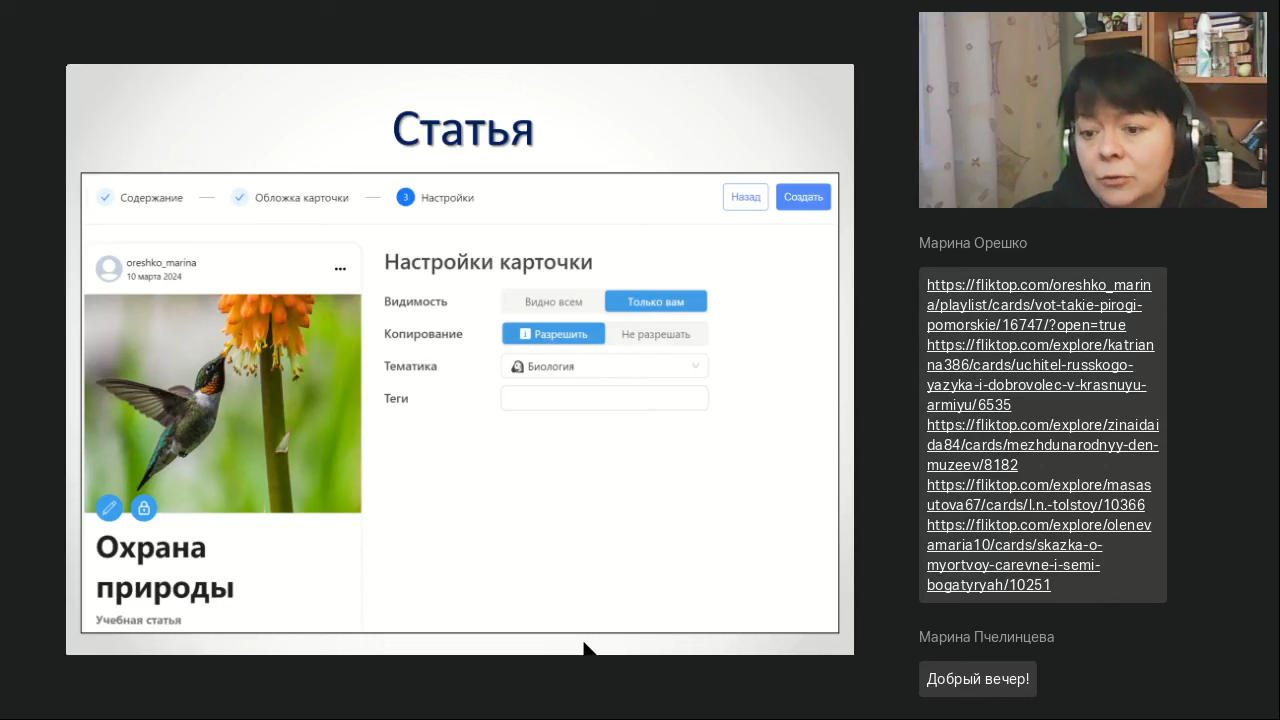 Статья
Содержание
Обложка карточки
3 Настройки
Назад
Создать
oreshko_marina
10 марта 2024
Охрана
природы
Учебная статья
Настройки карточки
Видимость
Видно всем
Только вам
Копирование
Разрешить
Не разрешать
Тематика
Биология
Теги
Марина Орешко
https://fliktop.com/oreshko_marin
a/playlist/cards/vot-takie-pirogi-
pomorskie/16747/?open=true
https://fliktop.com/explore/katrian
na386/cards/uchitel-russkogo-
yazyka-i-dobrovolec-v-krasnuyu-
armiyu/6535
https://fliktop.com/explore/zinaidai
da84/cards/mezhdunarodnyy-den-
muzeev/8182
https://fliktop.com/explore/masas
utova67/cards/l.n.-tolstoy/10366
https://fliktop.com/explore/olenev
amaria10/cards/skazka-o-
myortvoy-carevne-i-semi-
bogatyryah/10251
Марина Пчелинцева
Добрый вечер!